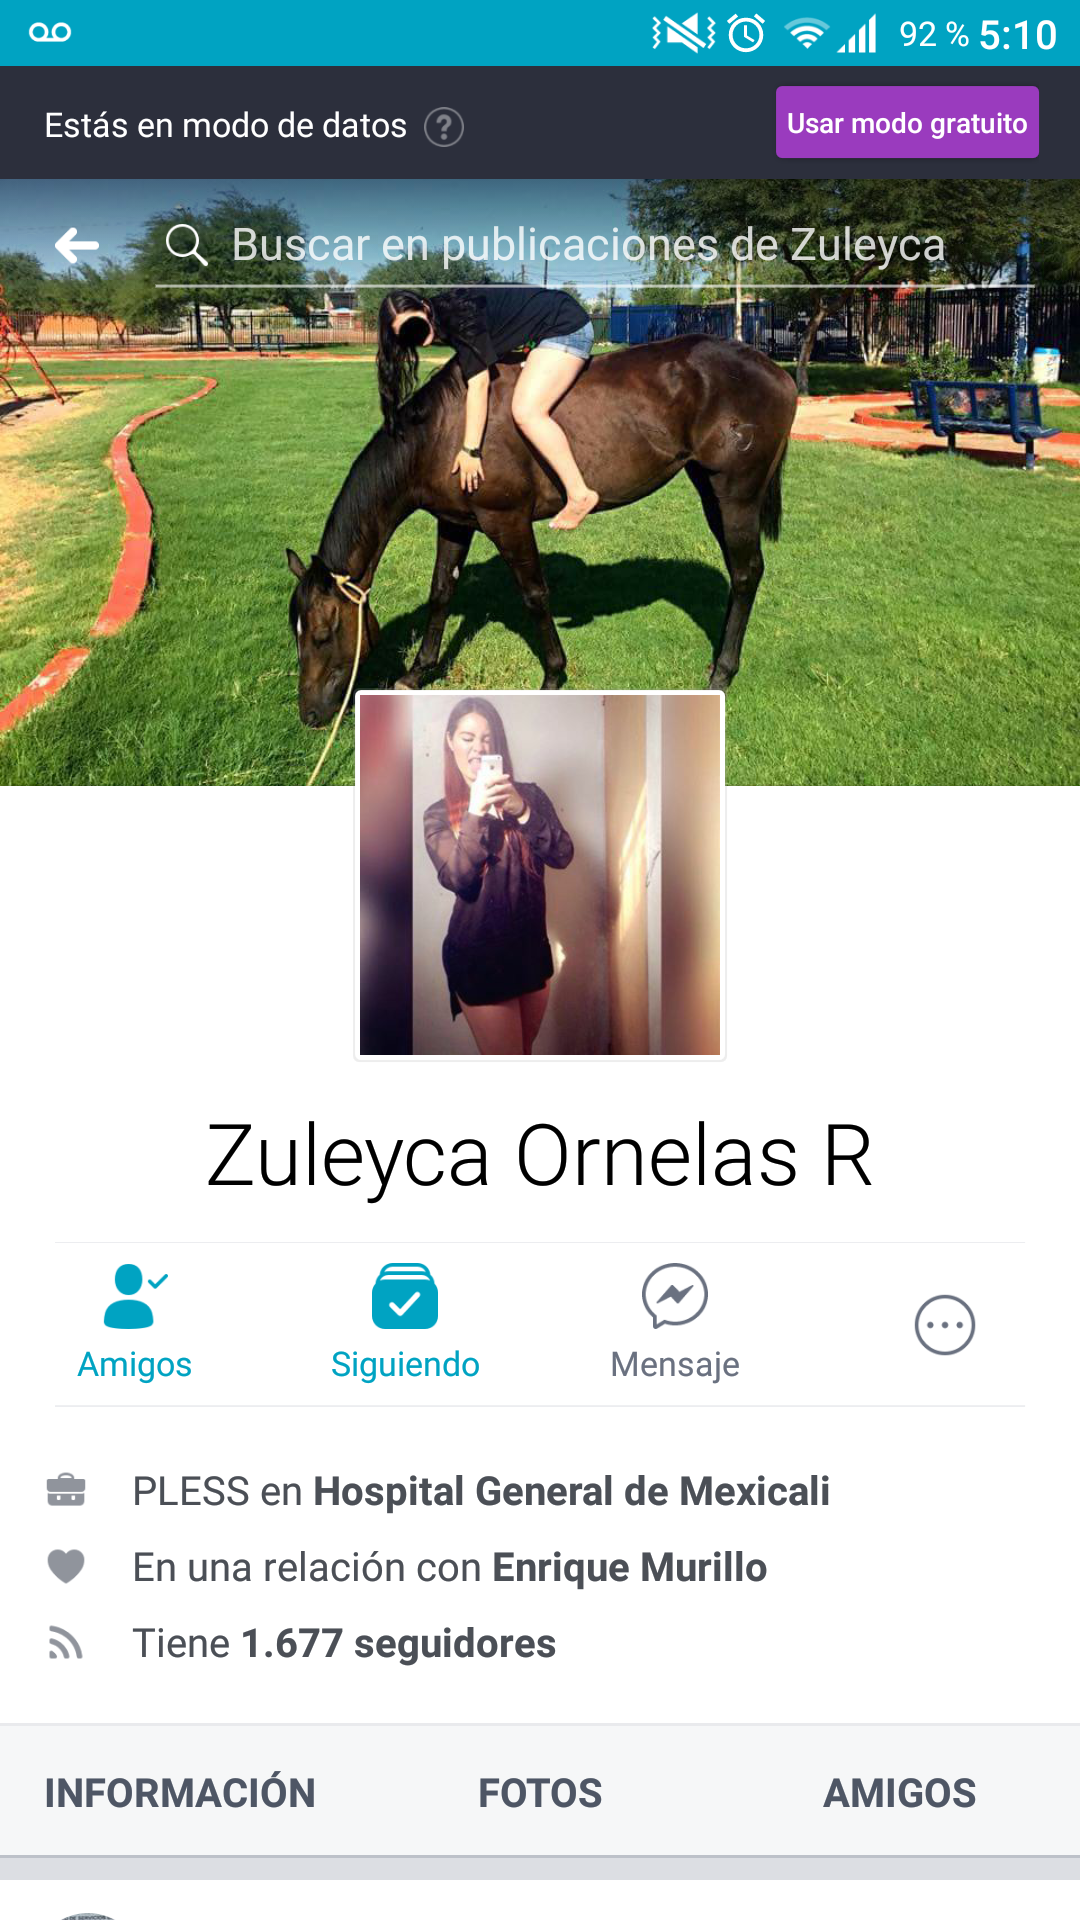 92 % 5:10
Estás en modo de datos ?
Usar modo gratuito
Buscar en publicaciones de Zuleyca
Zuleyca Ornelas R
Amigos
Siguiendo
Mensaje
PLESS en Hospital General de Mexicali
En una relación con Enrique Murillo
Tiene 1.677 seguidores
INFORMACIÓN
FOTOS
AMIGOS